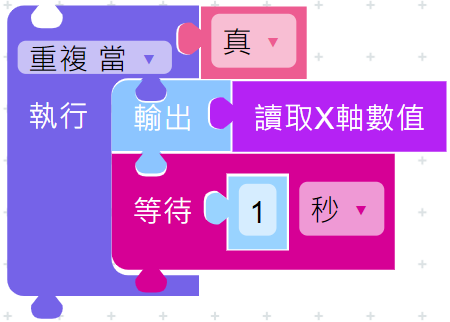 重複 當 ▼ 真 ▼
執行 輸出 讀取X軸數值
等待 1 秒 ▼